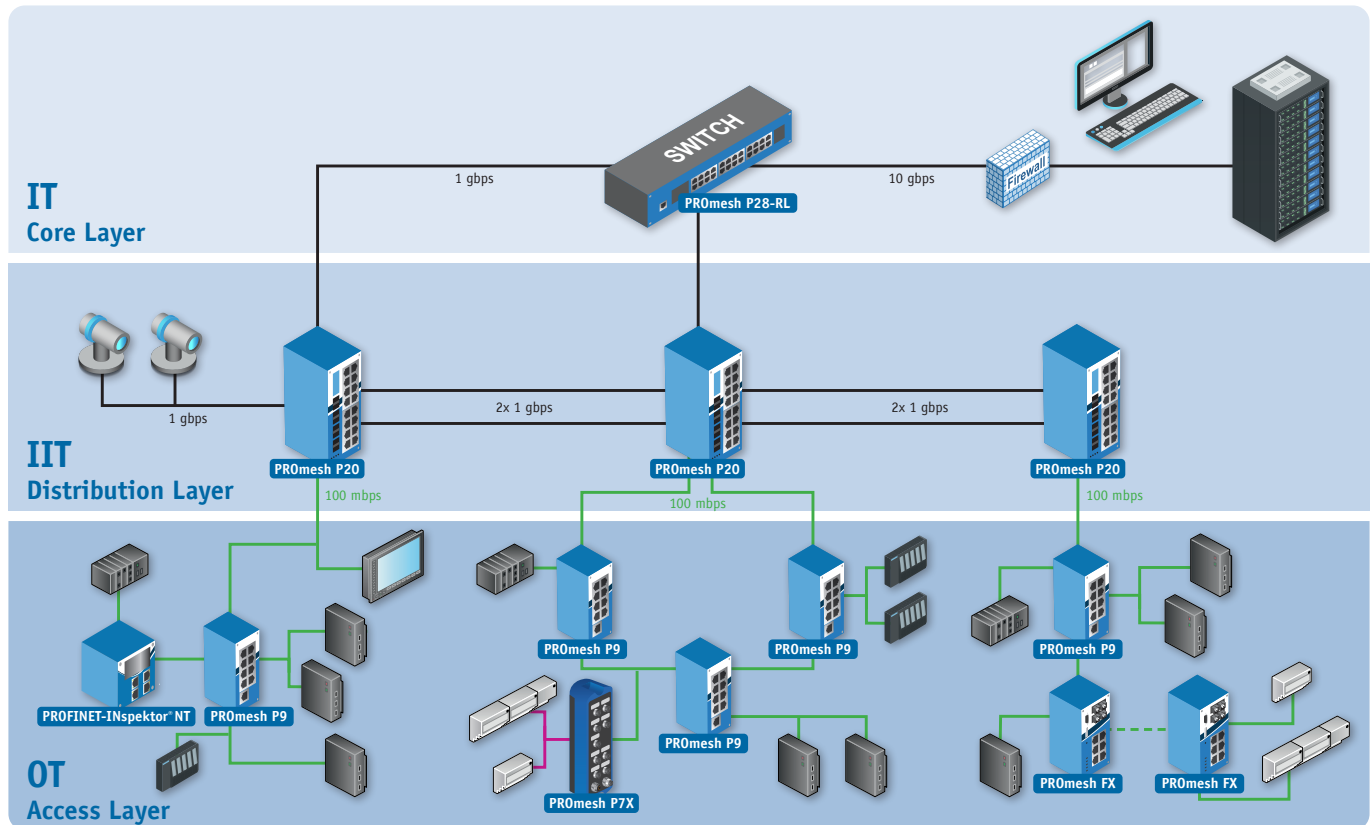 SWITCH
1 gbps
10 gbps
Firewall
PROmesh P28-RL
IT
Core Layer
1 gbps
2x 1 gbps
2x 1 gbps
PROmesh P20
PROmesh P20
PROmesh P20
IIT
Distribution Layer
100 mbps
100 mbps
100 mbps
PROmesh P9
PROmesh P9
PROmesh P9
PROFINET-INspektor® NT
PROmesh P9
PROmesh P9
PROmesh P7X
PROmesh FX
PROmesh FX
OT
Access Layer